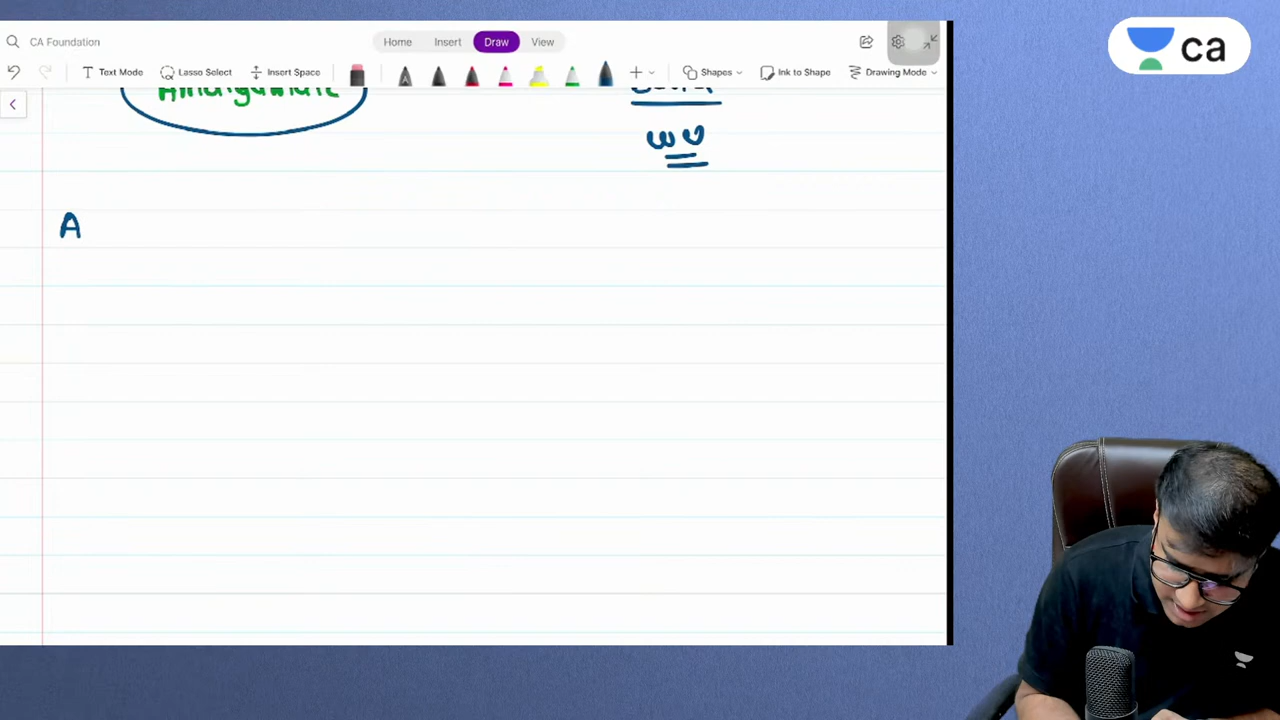 CA Foundation
Home Insert Draw View
Text Mode Lasso Select Insert Space Shapes Ink to Shape Drawing Mode
Amalgamate
WU
A
ca